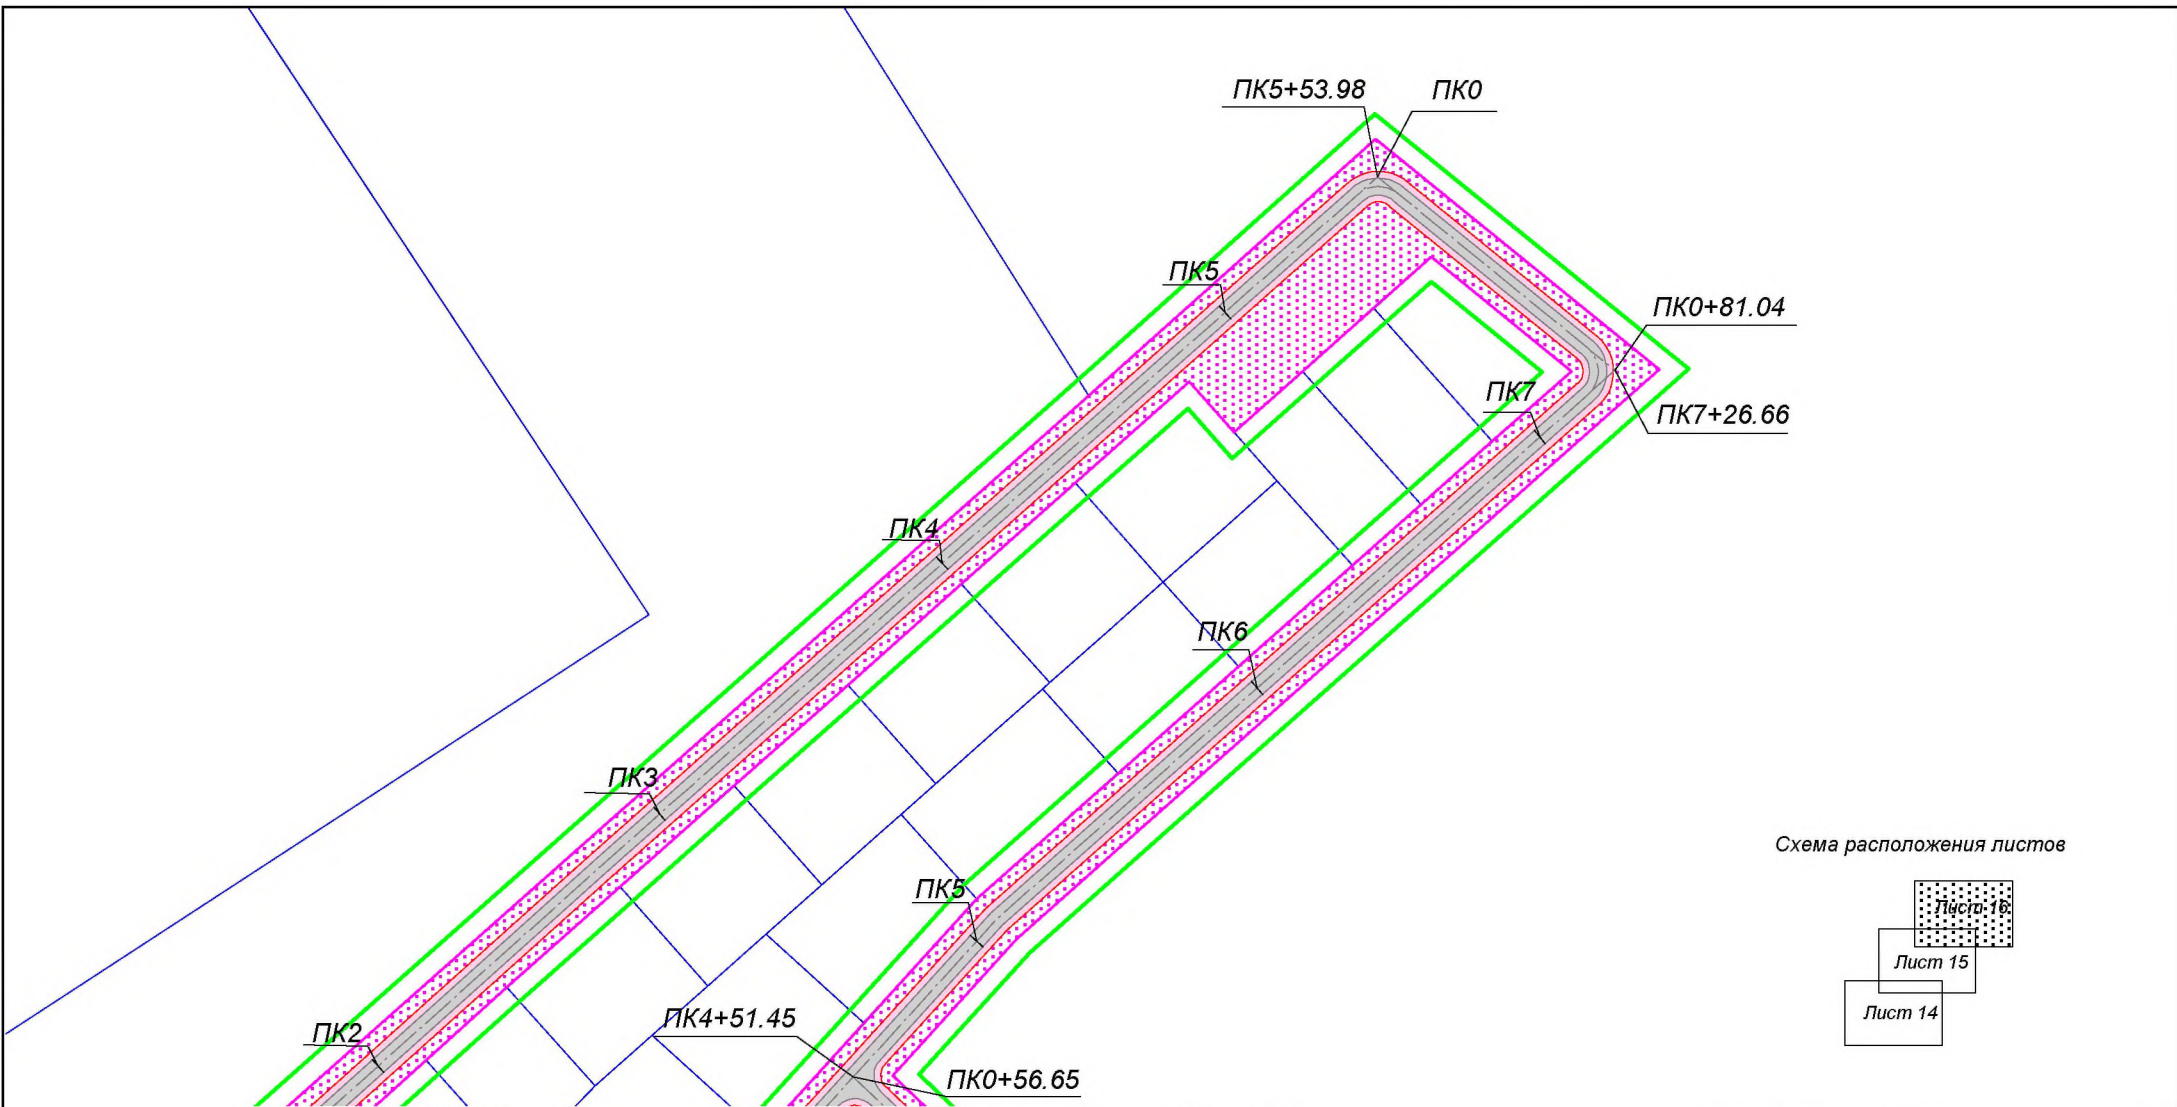 ПК5+53.98
ПК0
ПК5
ПК0+81.04
ПК7
ПК7+26.66
ПК4
ПК6
ПК3
Схема расположения листов
ПК5
Лист 16
Лист 15
Лист 14
ПК2
ПК4+51.45
ПК0+56.65